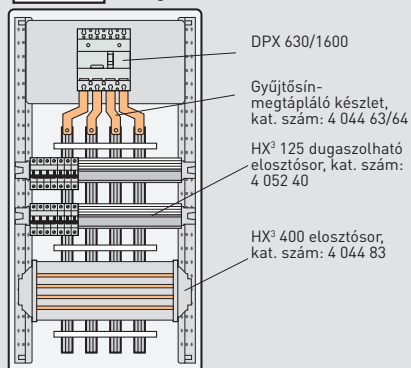 DPX 630/1600
Gyűjtősín-
megtápláló készlet,
kat. szám: 4 044 63/64
HX³ 125 dugaszolható
elosztósor, kat. szám:
4 052 40
HX³ 400 elosztósor,
kat. szám: 4 044 83